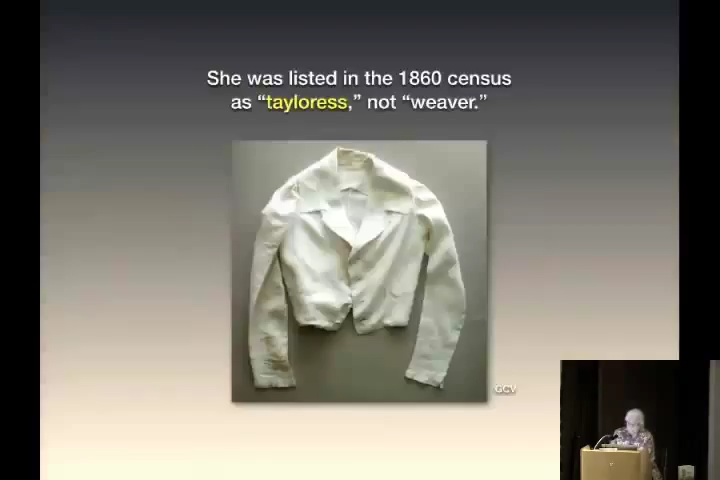 She was listed in the 1860 census
as “tayloress,” not “weaver.”
GCV